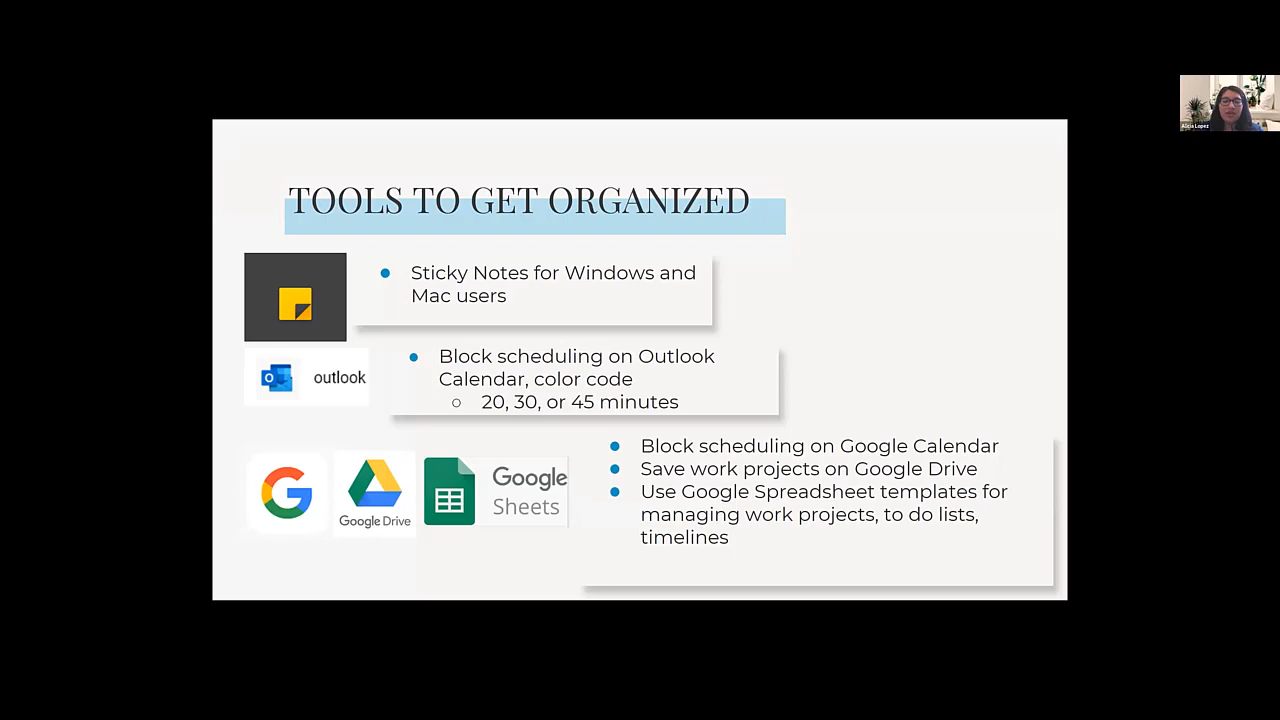 Alicia Lopez
TOOLS TO GET ORGANIZED
Sticky Notes for Windows and
Mac users
outlook
Block scheduling on Outlook
Calendar, color code
20, 30, or 45 minutes
Google Drive
Google
Sheets
Block scheduling on Google Calendar
Save work projects on Google Drive
Use Google Spreadsheet templates for
managing work projects, to do lists,
timelines